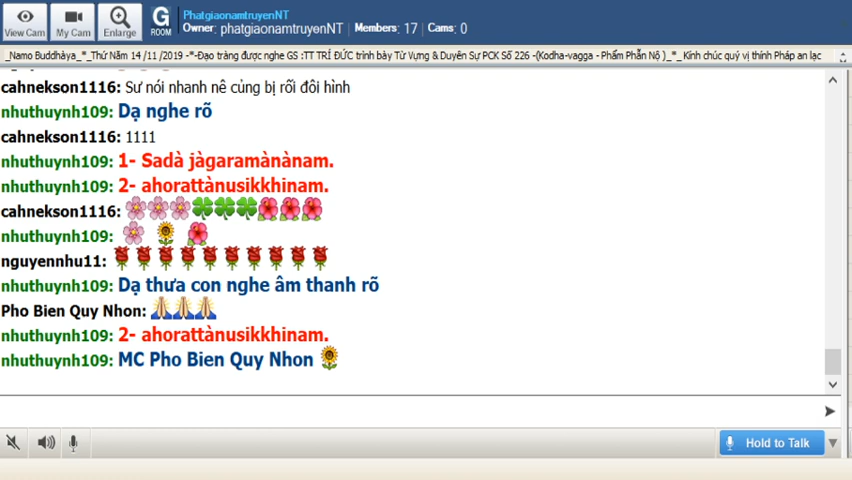 PhatgiaonamtruyenNT
Owner: phatgiaonamtruyenNT | Members: 17 | Cams: 0
View Cam
My Cam
Enlarge
G
ROOM
_Namo Buddhàya_*_Thứ Năm 14 /11 /2019 -*-Đạo tràng được nghe GS :TT TRÍ ĐỨC trình bày Từ Vựng & Duyên Sự PCK Số 226 -(Kodha-vagga - Phẩm Phẫn Nộ )_*_ Kính chúc quý vị thính Pháp an lạc
cahnekson1116: Sư nói nhanh nê củng bị rối đôi hình
nhuthuynh109: Dạ nghe rõ
cahnekson1116: 1111
nhuthuynh109: 1- Sadà jàgaramànànam.
nhuthuynh109: 2- ahorattànusikkhinam.
cahnekson1116:
nhuthuynh109:
nguyennhu11:
nhuthuynh109: Dạ thưa con nghe âm thanh rõ
Pho Bien Quy Nhon:
nhuthuynh109: 2- ahorattànusikkhinam.
nhuthuynh109: MC Pho Bien Quy Nhon
Hold to Talk